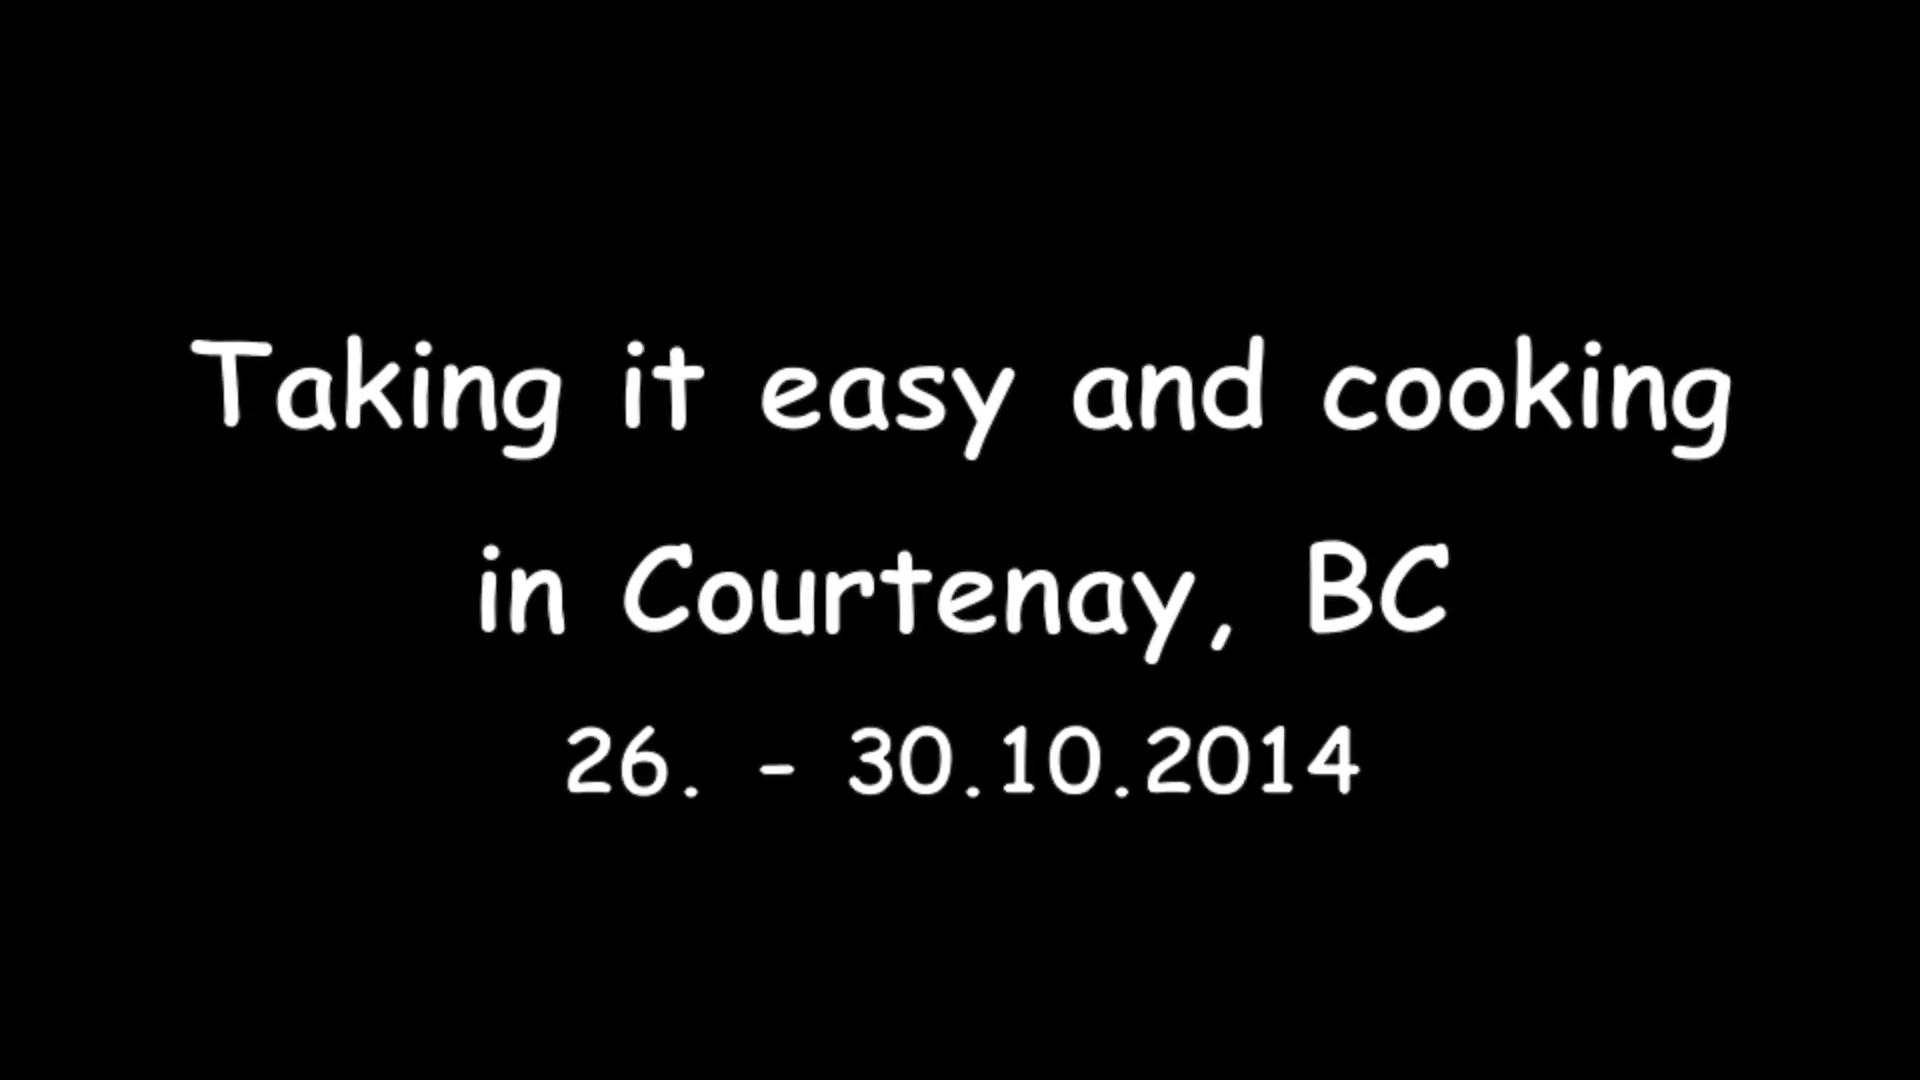 Taking it easy and cooking
in Courtenay, BC
26. - 30.10.2014